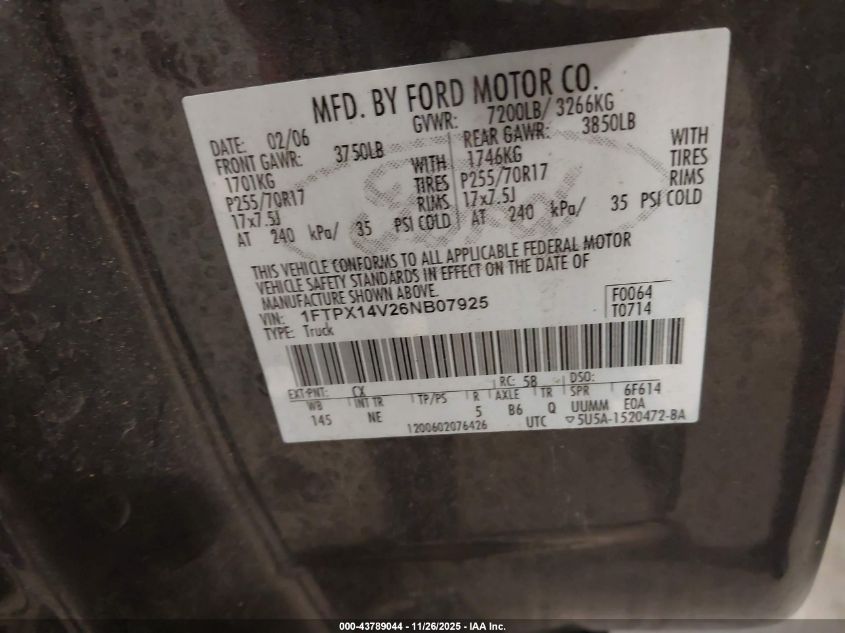 MFD. BY FORD MOTOR CO.
DATE: 02/06 GVWR: 7200LB/ 3266KG
FRONT GAWR: 3750LB REAR GAWR: 3850LB
1701KG WITH 1746KG WITH
P255/70R17 TIRES P255/70R17 TIRES
17x7.5J RIMS 17x7.5J RIMS
AT 240 kPa/ 35 PSI COLD AT 240 kPa/ 35 PSI COLD
THIS VEHICLE CONFORMS TO ALL APPLICABLE FEDERAL MOTOR
VEHICLE SAFETY STANDARDS IN EFFECT ON THE DATE OF
MANUFACTURE SHOWN ABOVE.
VIN: 1FTPX14V26NB07925 F0064
TYPE: Truck T0714
EXT-PNT: CX RC: 58 DSO:
WB INT TR TP/PS R AXLE TR SPR 6F614
145 NE 5 B6 Q UUMM E0A
1200602076426 UTC ▽5U5A-1520472-BA
000-43789044 - 11/26/2025 - IAA Inc.